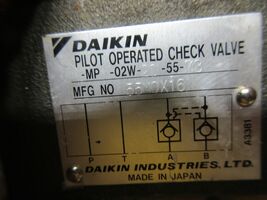 DAIKIN
PILOT OPERATED CHECK VALVE
-MP -02W- -55-
MFG NO
P T A B
A3381
DAIKIN INDUSTRIES. LTD.
MADE IN JAPAN